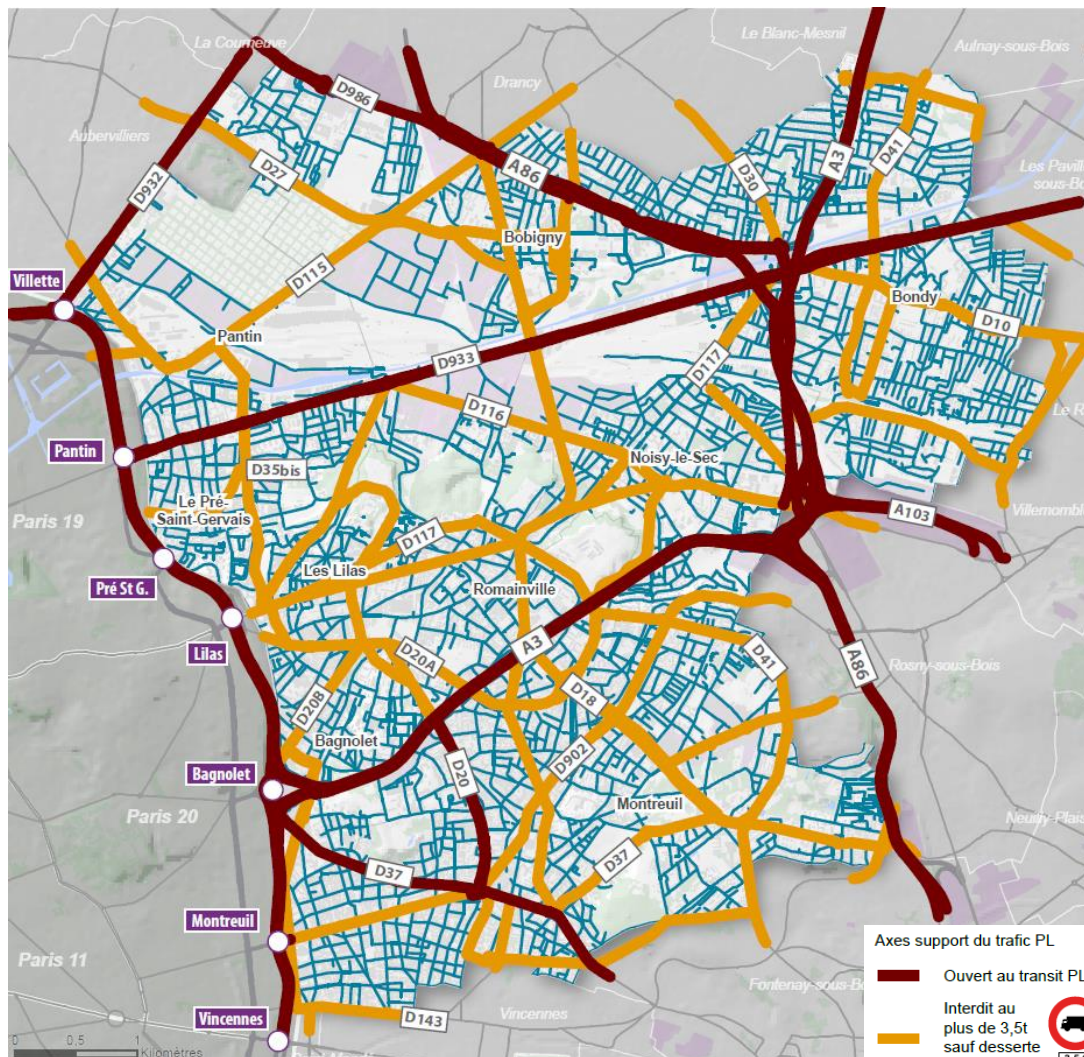 La Courneuve
Le Blanc-Mesnil
Aulnay-sous-Bois
D986
Drancy
Aubervilliers
D932
D27
A86
A3
D41
D30
Les Pavill
sous-Bo
Bobigny
Villette
D115
Bondy
D10
Pantin
D933
D117
D116
Le R
Pantin
D35bis
Noisy-le-Sec
Paris 19
Le Pré-
Saint-Gervais
A103
Villemomble
D117
Les Lilas
Pré St G.
Romainville
A3
Lilas
D20A
D41
A86
Rosny-sous-Bois
D20B
D18
Bagnolet
D902
Bagnolet
D20
Montreuil
Paris 20
Neuilly-Plais
D37
D37
Montreuil
Paris 11
Axes support du trafic PL
Ouvert au transit PL
Fontenay-sous-Bo
Vincennes
D143
Vincennes
Interdit au
plus de 3,5t
sauf desserte
0 0.5 1
Kilomètres